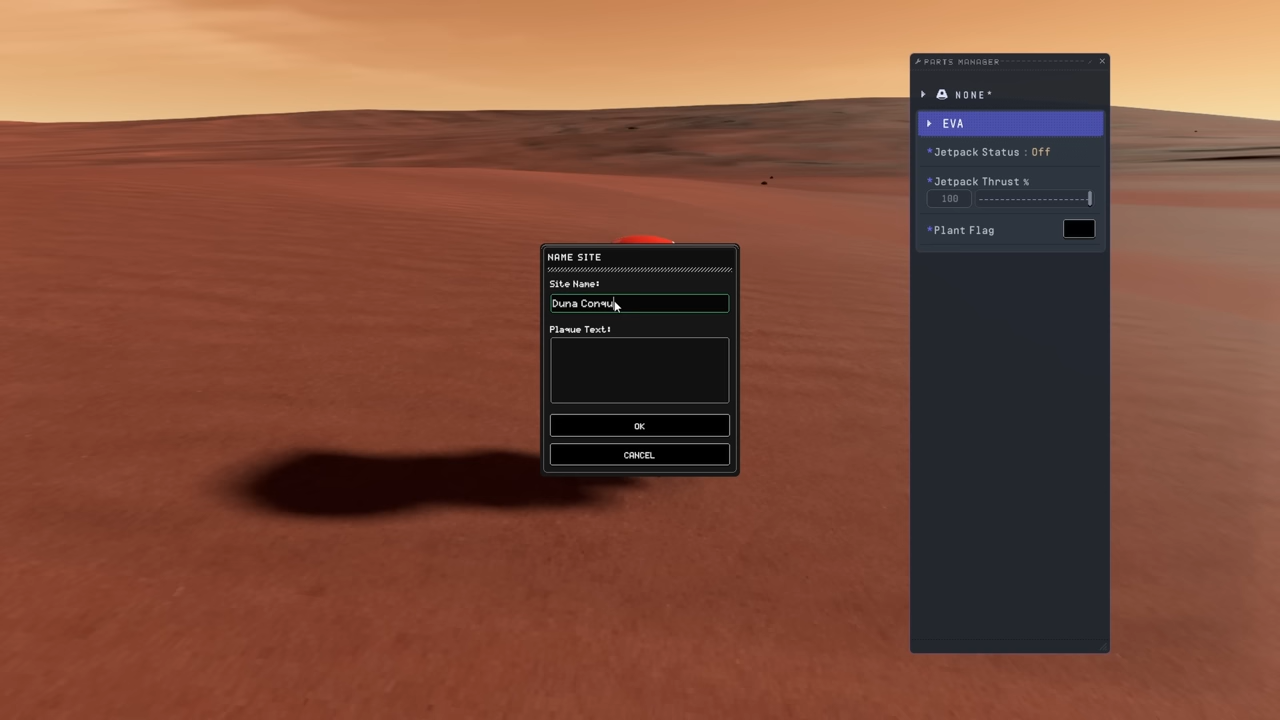 NAME SITE
Site Name:
Duna Conqu
Plaque Text:
OK
CANCEL
PARTS MANAGER
NONE*
EVA
*Jetpack Status : Off
*Jetpack Thrust %
100
*Plant Flag